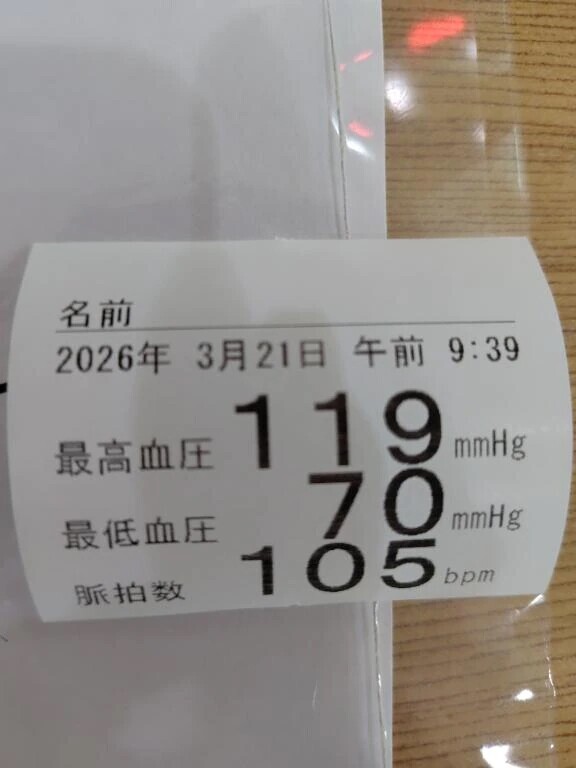 名前
2026年 3月21日 午前 9:39
最高血圧 119 mmHg
最低血圧 70 mmHg
脈拍数 105 bpm